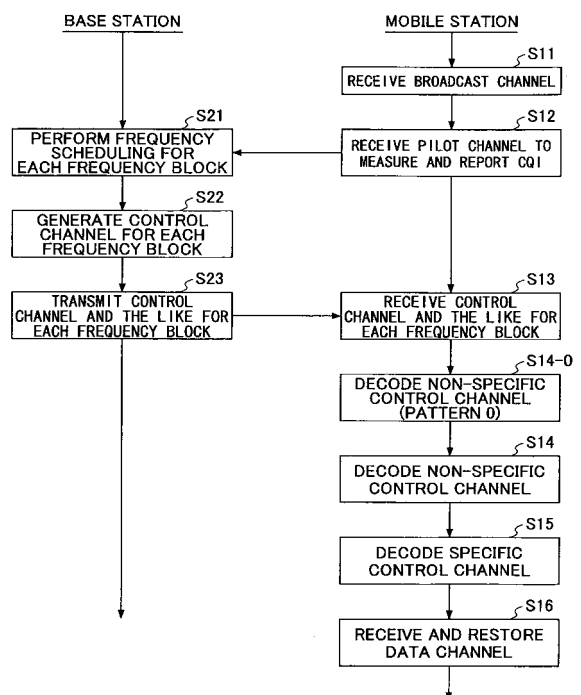 BASE STATION
MOBILE STATION
S11
RECEIVE BROADCAST CHANNEL
S12
RECEIVE PILOT CHANNEL TO
MEASURE AND REPORT CQI
S21
PERFORM FREQUENCY
SCHEDULING FOR
EACH FREQUENCY BLOCK
S22
GENERATE CONTROL
CHANNEL FOR EACH
FREQUENCY BLOCK
S23
TRANSMIT CONTROL
CHANNEL AND THE LIKE FOR
EACH FREQUENCY BLOCK
S13
RECEIVE CONTROL
CHANNEL AND THE LIKE FOR
EACH FREQUENCY BLOCK
S14-0
DECODE NON-SPECIFIC
CONTROL CHANNEL
(PATTERN 0)
S14
DECODE NON-SPECIFIC
CONTROL CHANNEL
S15
DECODE SPECIFIC
CONTROL CHANNEL
S16
RECEIVE AND RESTORE
DATA CHANNEL